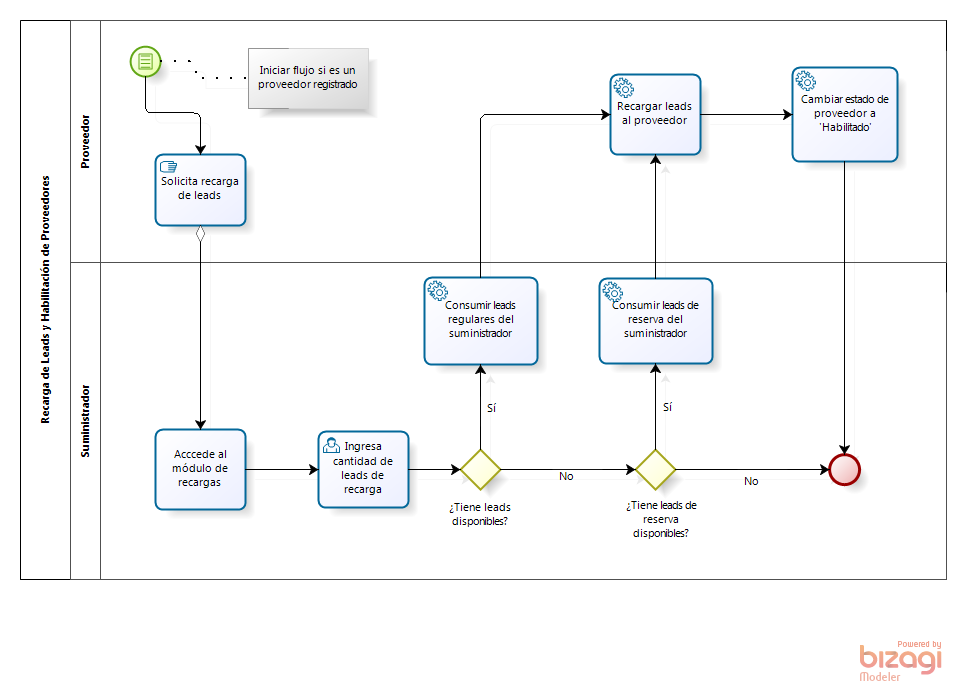 Recarga de Leads y Habilitación de Proveedores
Proveedor
Iniciar flujo si es un
proveedor registrado
Solicita recarga
de leads
Recargar leads
al proveedor
Cambiar estado de
proveedor a
'Habilitado'
Suministrador
Consumir leads
regulares del
suministrador
Consumir leads de
reserva del
suministrador
Sí
Sí
Acccede al
módulo de
recargas
Ingresa
cantidad de
leads de
recarga
No
No
¿Tiene leads
disponibles?
¿Tiene leads de
reserva
disponibles?
Powered by
bizagi
Modeler